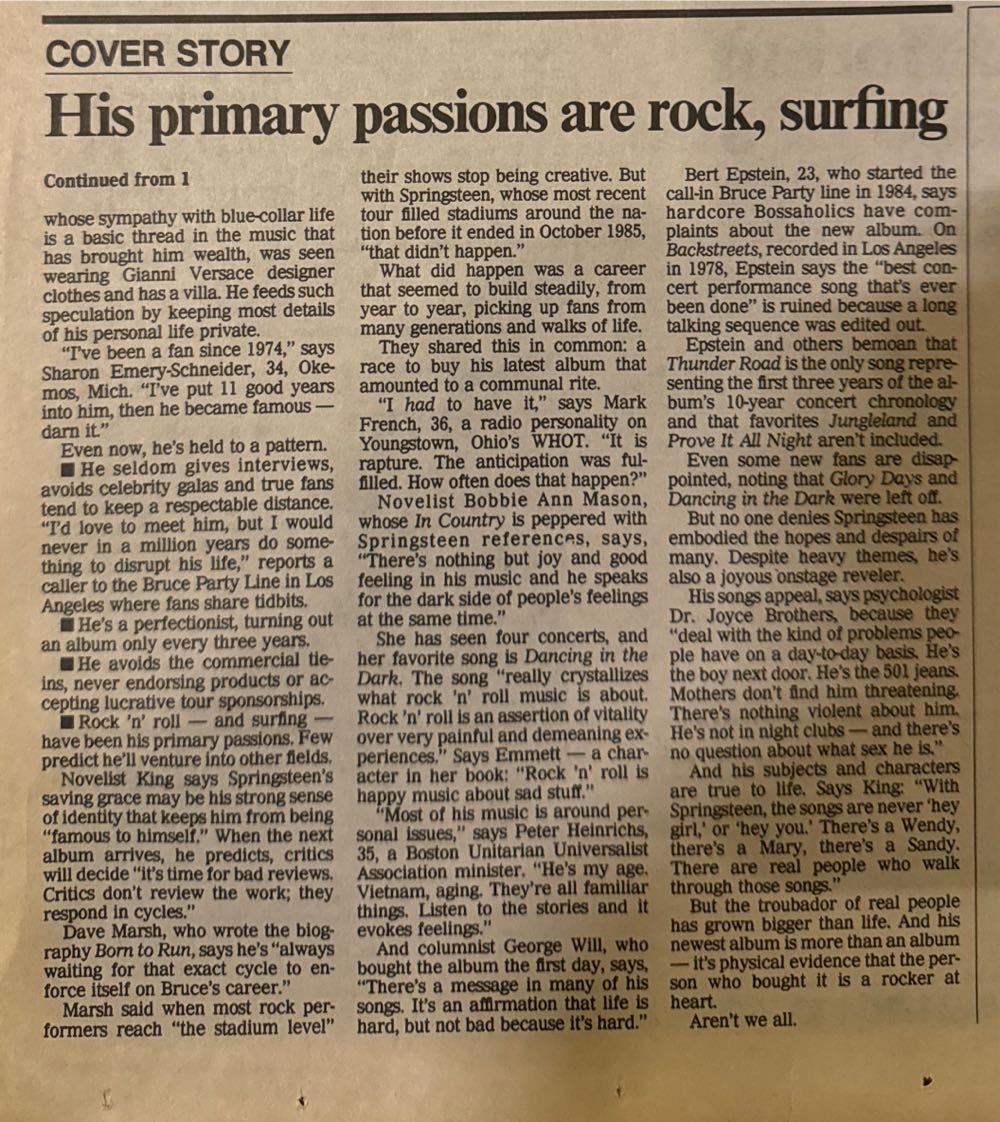 COVER STORY
His primary passions are rock, surfing
Continued from 1
whose sympathy with blue-collar life
is a basic thread in the music that
has brought him wealth, was seen
wearing Gianni Versace designer
clothes and has a villa. He feeds such
speculation by keeping most details
of his personal life private.
"I've been a fan since 1974," says
Sharon Emery-Schneider, 34, Oke-
mos, Mich. "I've put 11 good years
into him, then he became famous —
darn it."
Even now, he's held to a pattern.
■ He seldom gives interviews,
avoids celebrity galas and true fans
tend to keep a respectable distance.
"I'd love to meet him, but I would
never in a million years do some-
thing to disrupt his life," reports a
caller to the Bruce Party Line in Los
Angeles where fans share tidbits.
■ He's a perfectionist, turning out
an album only every three years.
■ He avoids the commercial tie-
ins, never endorsing products or ac-
cepting lucrative tour sponsorships.
■ Rock 'n' roll — and surfing —
have been his primary passions. Few
predict he'll venture into other fields.
Novelist King says Springsteen's
saving grace may be his strong sense
of identity that keeps him from being
"famous to himself." When the next
album arrives, he predicts, critics
will decide "it's time for bad reviews.
Critics don't review the work; they
respond in cycles."
Dave Marsh, who wrote the biog-
raphy Born to Run, says he's "always
waiting for that exact cycle to en-
force itself on Bruce's career."
Marsh said when most rock per-
formers reach "the stadium level"
their shows stop being creative. But
with Springsteen, whose most recent
tour filled stadiums around the na-
tion before it ended in October 1985,
"that didn't happen."
What did happen was a career
that seemed to build steadily, from
year to year, picking up fans from
many generations and walks of life.
They shared this in common: a
race to buy his latest album that
amounted to a communal rite.
"I had to have it," says Mark
French, 36, a radio personality on
Youngstown, Ohio's WHOT. "It is
rapture. The anticipation was ful-
filled. How often does that happen?"
Novelist Bobbie Ann Mason,
whose In Country is peppered with
Springsteen references, says,
"There's nothing but joy and good
feeling in his music and he speaks
for the dark side of people's feelings
at the same time."
She has seen four concerts, and
her favorite song is Dancing in the
Dark. The song "really crystallizes
what rock 'n' roll music is about.
Rock 'n' roll is an assertion of vitality
over very painful and demeaning ex-
periences." Says Emmett — a char-
acter in her book: "Rock 'n' roll is
happy music about sad stuff."
"Most of his music is around per-
sonal issues," says Peter Heinrichs,
35, a Boston Unitarian Universalist
Association minister. "He's my age.
Vietnam, aging. They're all familiar
things. Listen to the stories and it
evokes feelings."
And columnist George Will, who
bought the album the first day, says,
"There's a message in many of his
songs. It's an affirmation that life is
hard, but not bad because it's hard."
Bert Epstein, 23, who started the
call-in Bruce Party line in 1984, says
hardcore Bossaholics have com-
plaints about the new album. On
Backstreets, recorded in Los Angeles
in 1978, Epstein says the "best con-
cert performance song that's ever
been done" is ruined because a long
talking sequence was edited out.
Epstein and others bemoan that
Thunder Road is the only song repre-
senting the first three years of the al-
bum's 10-year concert chronology
and that favorites Jungleland and
Prove It All Night aren't included.
Even some new fans are disap-
pointed, noting that Glory Days and
Dancing in the Dark were left off.
But no one denies Springsteen has
embodied the hopes and despairs of
many. Despite heavy themes, he's
also a joyous onstage reveler.
His songs appeal, says psychologist
Dr. Joyce Brothers, because they
"deal with the kind of problems peo-
ple have on a day-to-day basis. He's
the boy next door. He's the 501 jeans.
Mothers don't find him threatening.
There's nothing violent about him.
He's not in night clubs — and there's
no question about what sex he is."
And his subjects and characters
are true to life. Says King: "With
Springsteen, the songs are never 'hey
girl,' or 'hey you.' There's a Wendy,
there's a Mary, there's a Sandy.
There are real people who walk
through those songs."
But the troubador of real people
has grown bigger than life. And his
newest album is more than an album
— it's physical evidence that the per-
son who bought it is a rocker at
heart.
Aren't we all.